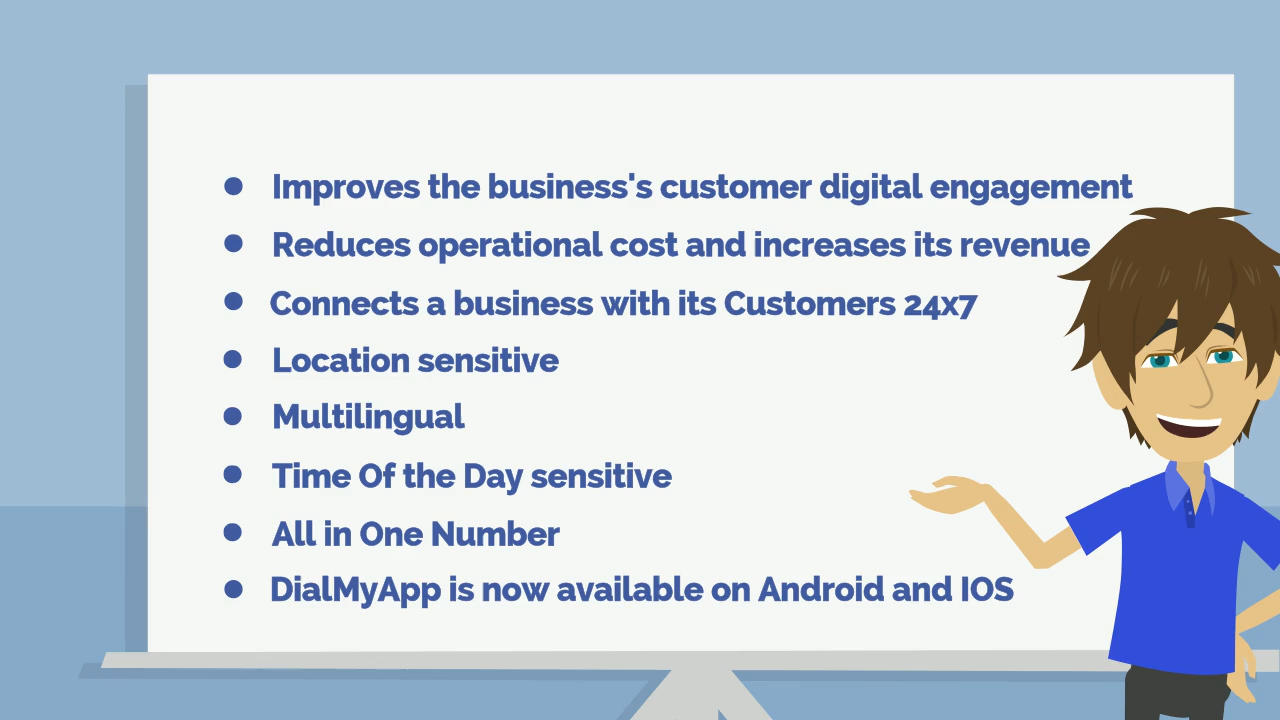 Improves the business's customer digital engagement
Reduces operational cost and increases its revenue
Connects a business with its Customers 24x7
Location sensitive
Multilingual
Time Of the Day sensitive
All in One Number
DialMyApp is now available on Android and IOS